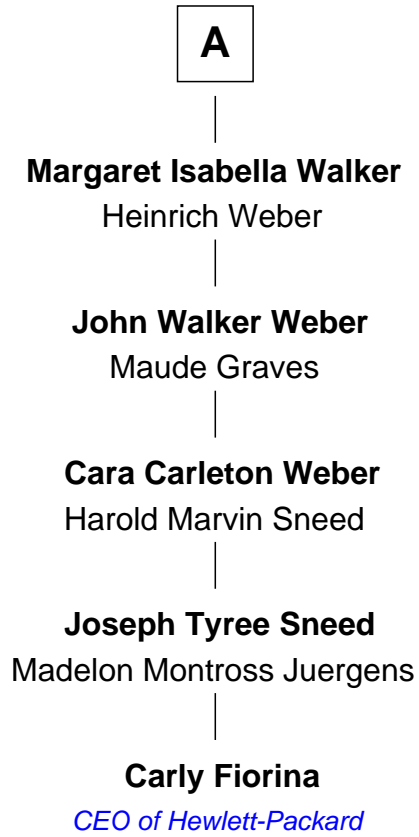 A
Margaret Isabella Walker
Heinrich Weber
John Walker Weber
Maude Graves
Cara Carleton Weber
Harold Marvin Sneed
Joseph Tyree Sneed
Madelon Montross Juergens
Carly Fiorina
CEO of Hewlett-Packard